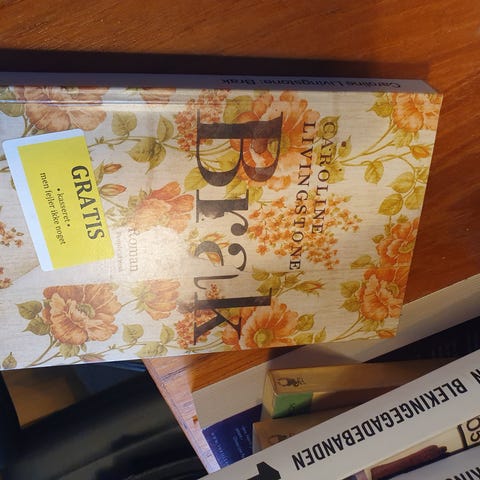 Caroline Livingstone: Brak
CAROLINE
LIVINGSTONE
Brak
Roman
GRATIS
• kasseret •
men fejler ikke noget
BLEKINGEGADEBANDEN